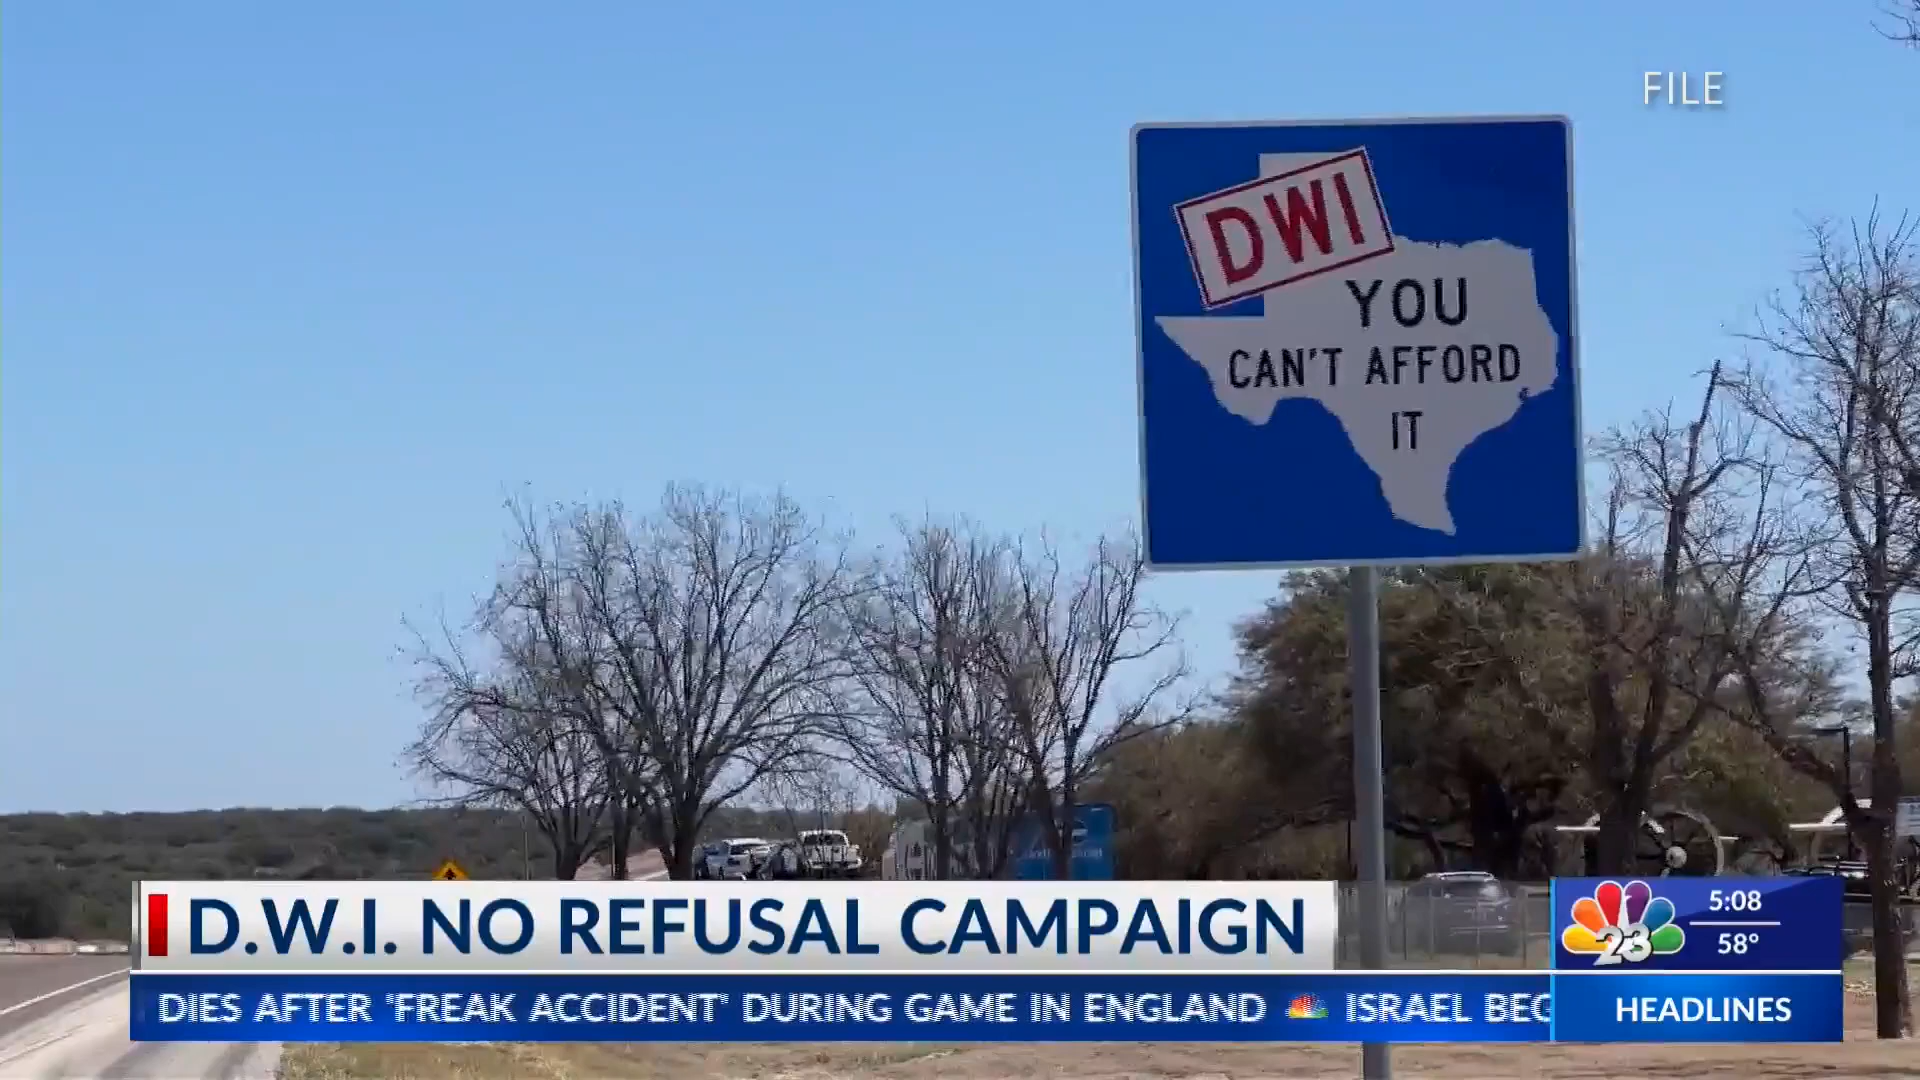 FILE
DWI
YOU
CAN'T AFFORD
IT
D.W.I. NO REFUSAL CAMPAIGN
23
5:08
58°
DIES AFTER 'FREAK ACCIDENT' DURING GAME IN ENGLAND ISRAEL BEG
HEADLINES